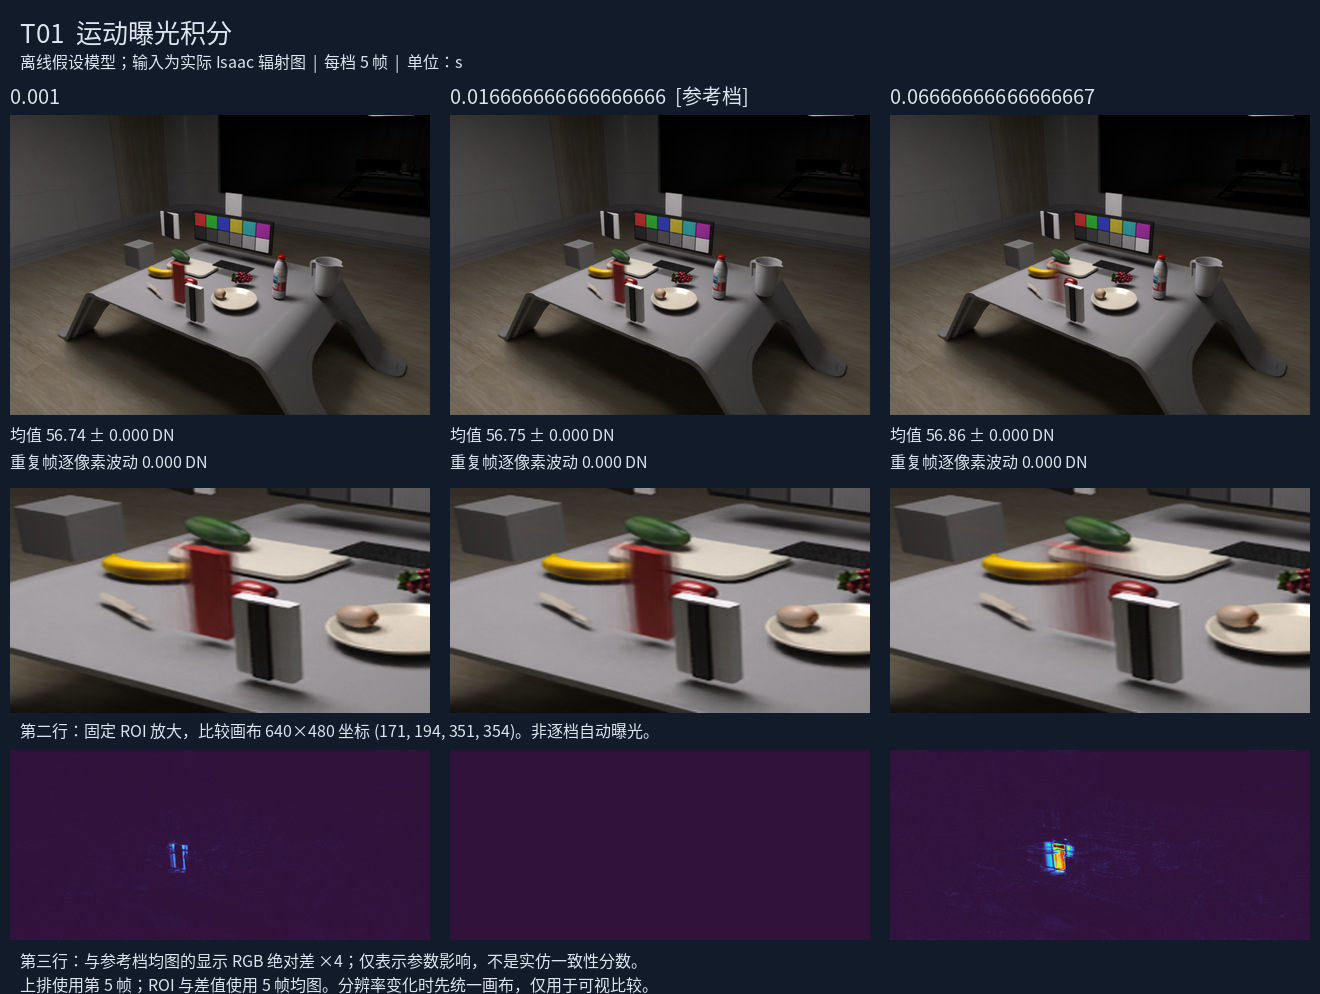 T01 运动曝光积分
离线假设模型；输入为实际 Isaac 辐射图 | 每档 5 帧 | 单位：s
0.001
0.016666666666666666 [参考档]
0.06666666666666667
均值 56.74 ± 0.000 DN
重复帧逐像素波动 0.000 DN
均值 56.75 ± 0.000 DN
重复帧逐像素波动 0.000 DN
均值 56.86 ± 0.000 DN
重复帧逐像素波动 0.000 DN
第二行：固定 ROI 放大，比较画布 640×480 坐标 (171, 194, 351, 354)。非逐档自动曝光。
第三行：与参考档均图的显示 RGB 绝对差 ×4；仅表示参数影响，不是实仿一致性分数。
上排使用第 5 帧；ROI 与差值使用 5 帧均图。分辨率变化时先统一画布，仅用于可视比较。